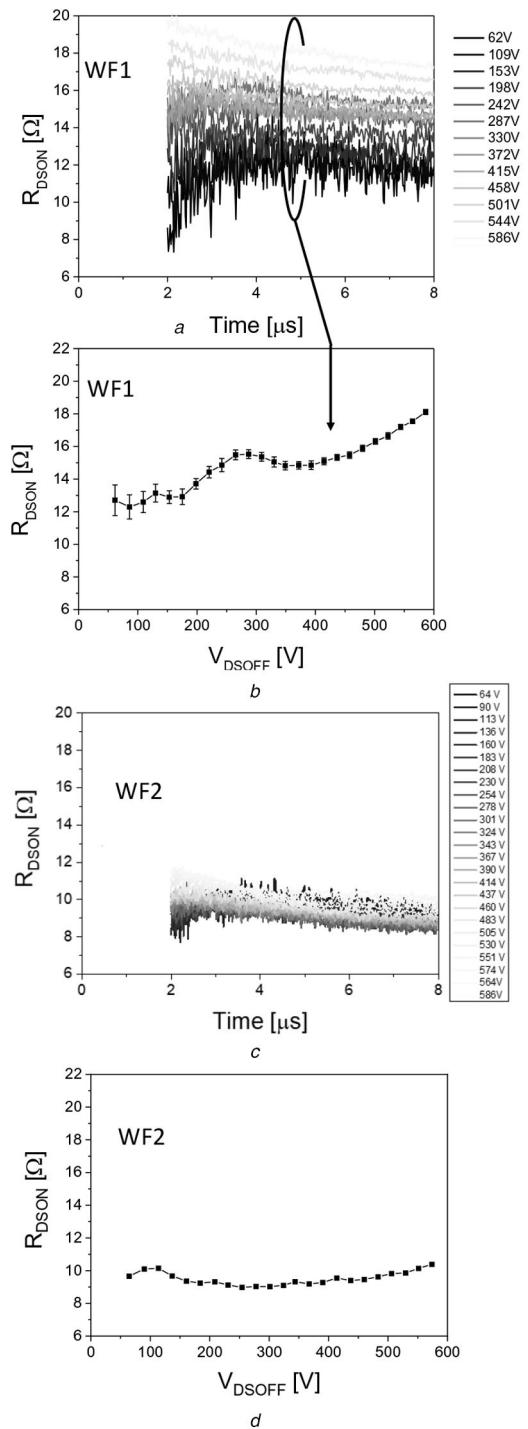 20
18
16
14
12
10
8
6
R_DSON [Ω]
WF1
0
2
4
6
8
a Time [μs]
62V
109V
153V
198V
242V
287V
330V
372V
415V
458V
501V
544V
586V
22
20
18
16
14
12
10
8
6
R_DSON [Ω]
WF1
0
100
200
300
400
500
600
V_DSOFF [V]
b
20
18
16
14
12
10
8
6
R_DSON [Ω]
WF2
0
2
4
6
8
Time [μs]
c
64 V
90 V
113 V
136 V
160 V
183 V
208 V
230 V
254 V
278 V
301 V
324 V
343 V
367 V
390 V
414 V
437 V
460 V
483 V
505 V
530 V
551 V
574 V
564V
586V
22
20
18
16
14
12
10
8
6
R_DSON [Ω]
WF2
0
100
200
300
400
500
600
V_DSOFF [V]
d